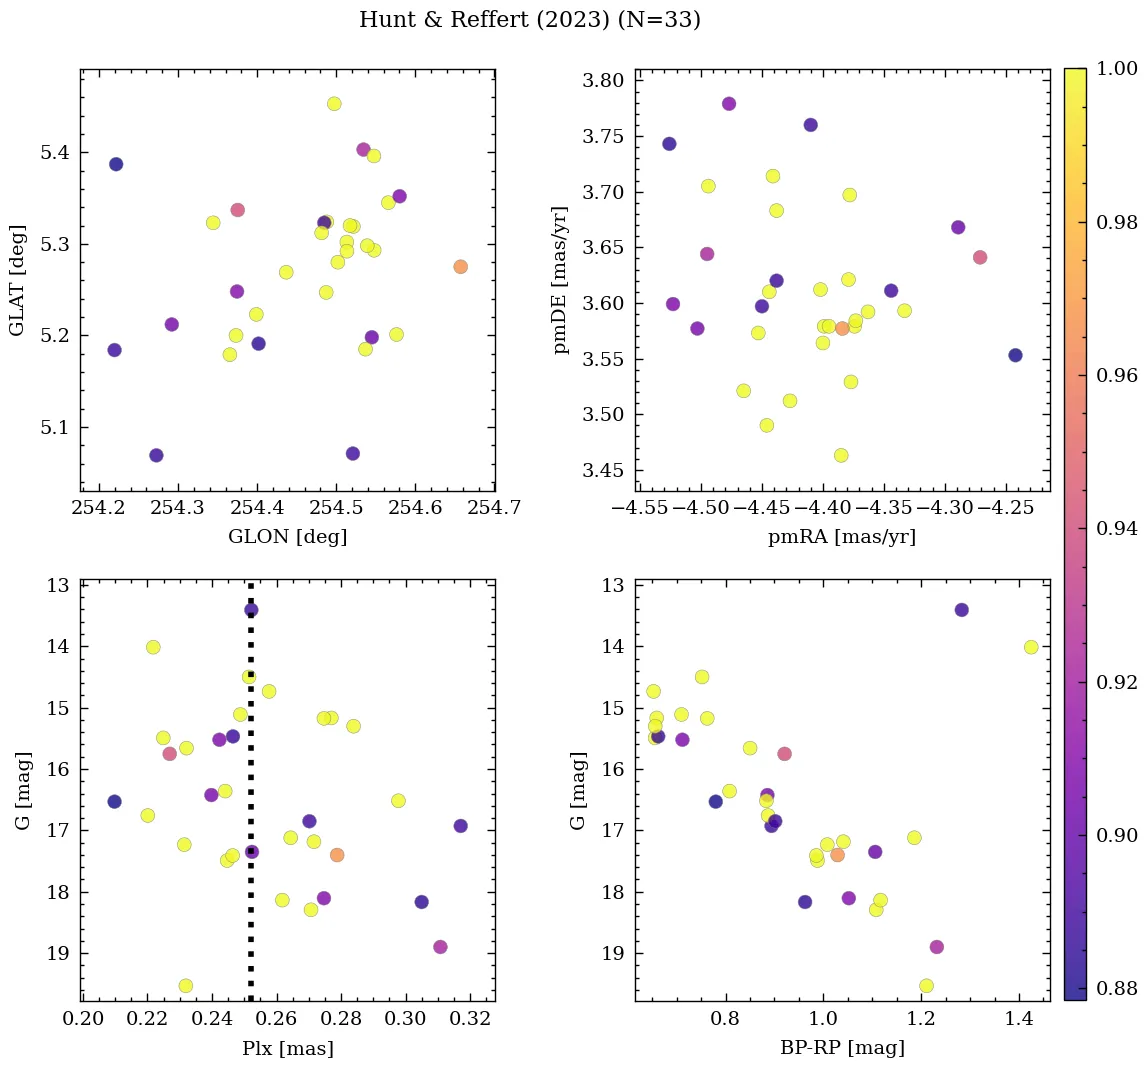 Hunt & Reffert (2023) (N=33)
5.4
5.3
5.2
5.1
GLAT [deg]
254.2 254.3 254.4 254.5 254.6 254.7
GLON [deg]
3.80
3.75
3.70
3.65
3.60
3.55
3.50
3.45
pmDE [mas/yr]
−4.55 −4.50 −4.45 −4.40 −4.35 −4.30 −4.25
pmRA [mas/yr]
1.00
0.98
0.96
0.94
0.92
0.90
0.88
13
14
15
16
17
18
19
G [mag]
0.20 0.22 0.24 0.26 0.28 0.30 0.32
Plx [mas]
13
14
15
16
17
18
19
G [mag]
0.8 1.0 1.2 1.4
BP-RP [mag]